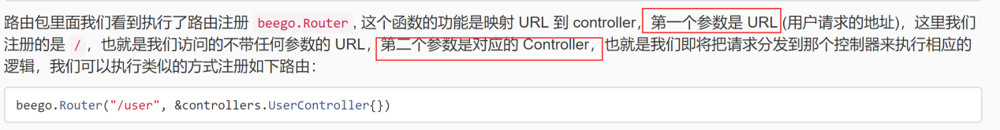 路由包里面我们看到执行了路由注册 beego.Router , 这个函数的功能是映射 URL 到 controller，第一个参数是 URL (用户请求的地址)，这里我们
注册的是 / ，也就是我们访问的不带任何参数的 URL，第二个参数是对应的 Controller，也就是我们即将把请求分发到那个控制器来执行相应的
逻辑，我们可以执行类似的方式注册如下路由：
beego.Router("/user", &controllers.UserController{})